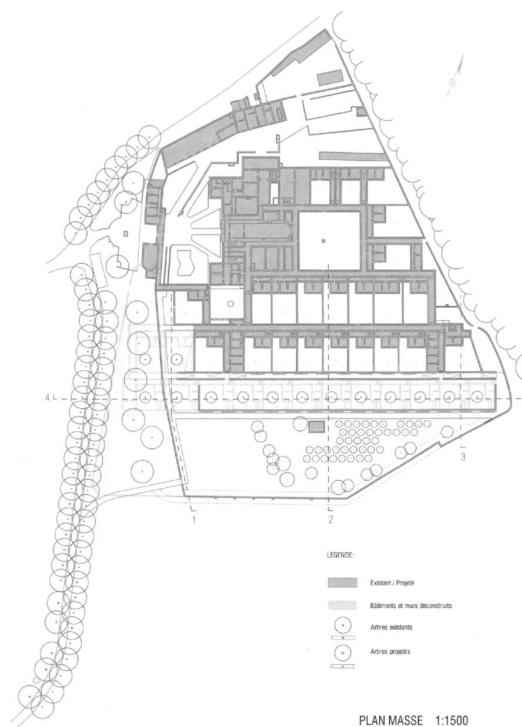 4
3
1
2
LEGENDE:
Existant / Projeté
Bâtiments et murs déconstruits
Arbres existants
Arbres projetés
PLAN MASSE 1:1500